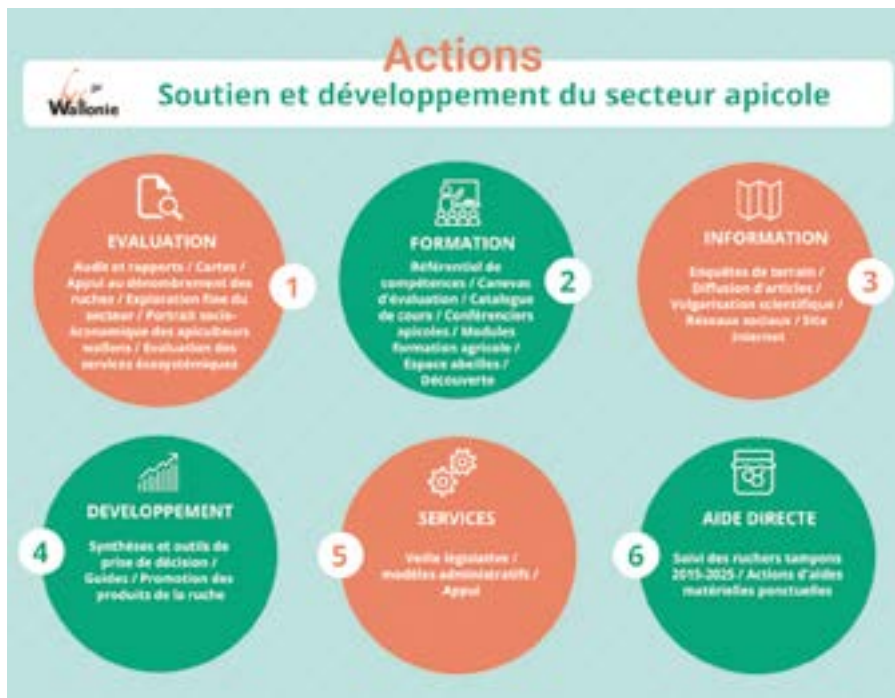 Actions
Wallonie
Soutien et développement du secteur apicole
EVALUATION
Audit et rapports / Cartes /
Appui au dénombrement des
ruches / Exploration fine du
secteur / Portrait socio-
économique des apiculteurs
wallons / Evaluation des
services écosystémiques
1
FORMATION
Référentiel de
compétences / Canevas
d'évaluation / Catalogue
de cours / Conférenciers
apicoles / Modules
formation agricole /
Espace abeilles /
Découverte
2
INFORMATION
Enquêtes de terrain /
Diffusion d'articles /
Vulgarisation scientifique /
Réseaux sociaux / Site
internet
3
DEVELOPPEMENT
Synthèses et outils de
prise de décision /
Guides / Promotion des
produits de la ruche
4
SERVICES
Veille législative /
modèles administratifs /
Appui
5
AIDE DIRECTE
Suivi des ruchers tampons
2015-2025 / Actions d'aides
matérielles ponctuelles
6